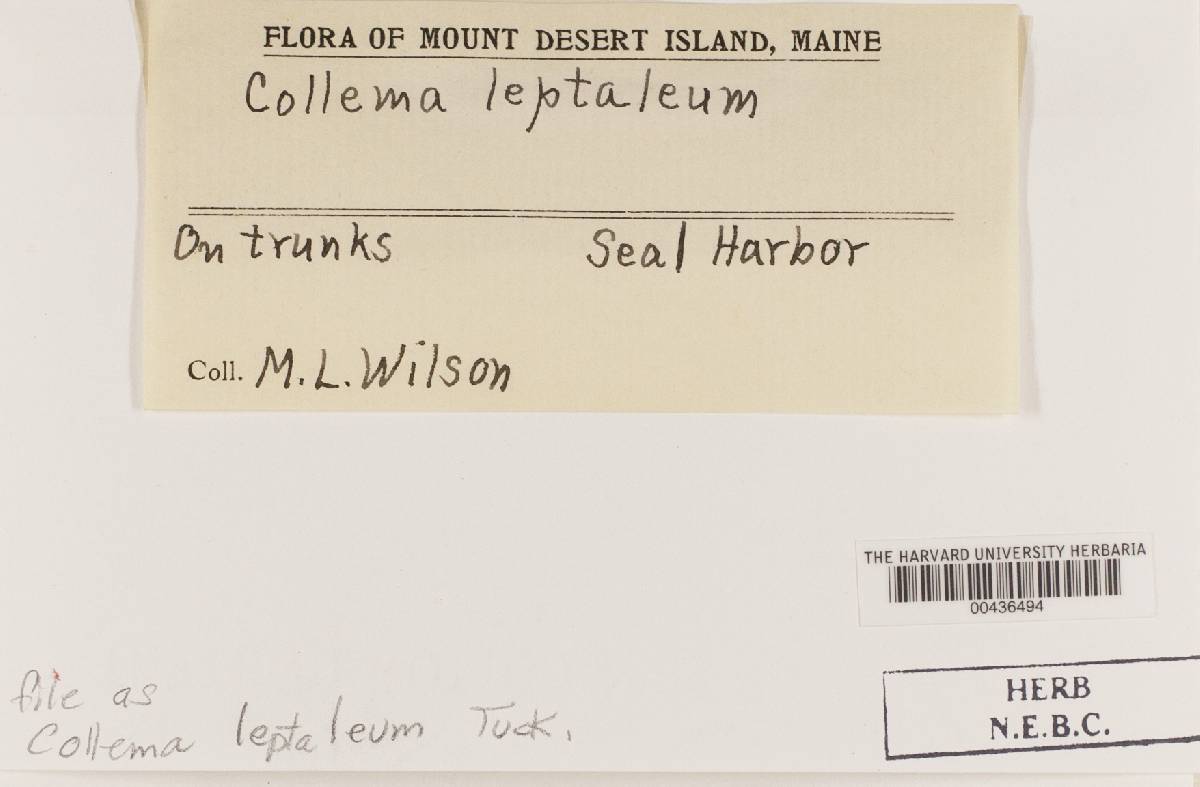 FLORA OF MOUNT DESERT ISLAND, MAINE
Collema leptaleum
On trunks Seal Harbor
Coll. M.L. Wilson
THE HARVARD UNIVERSITY HERBARIA
00436494
HERB
N.E.B.C.
file as
Collema leptaleum Tuck.